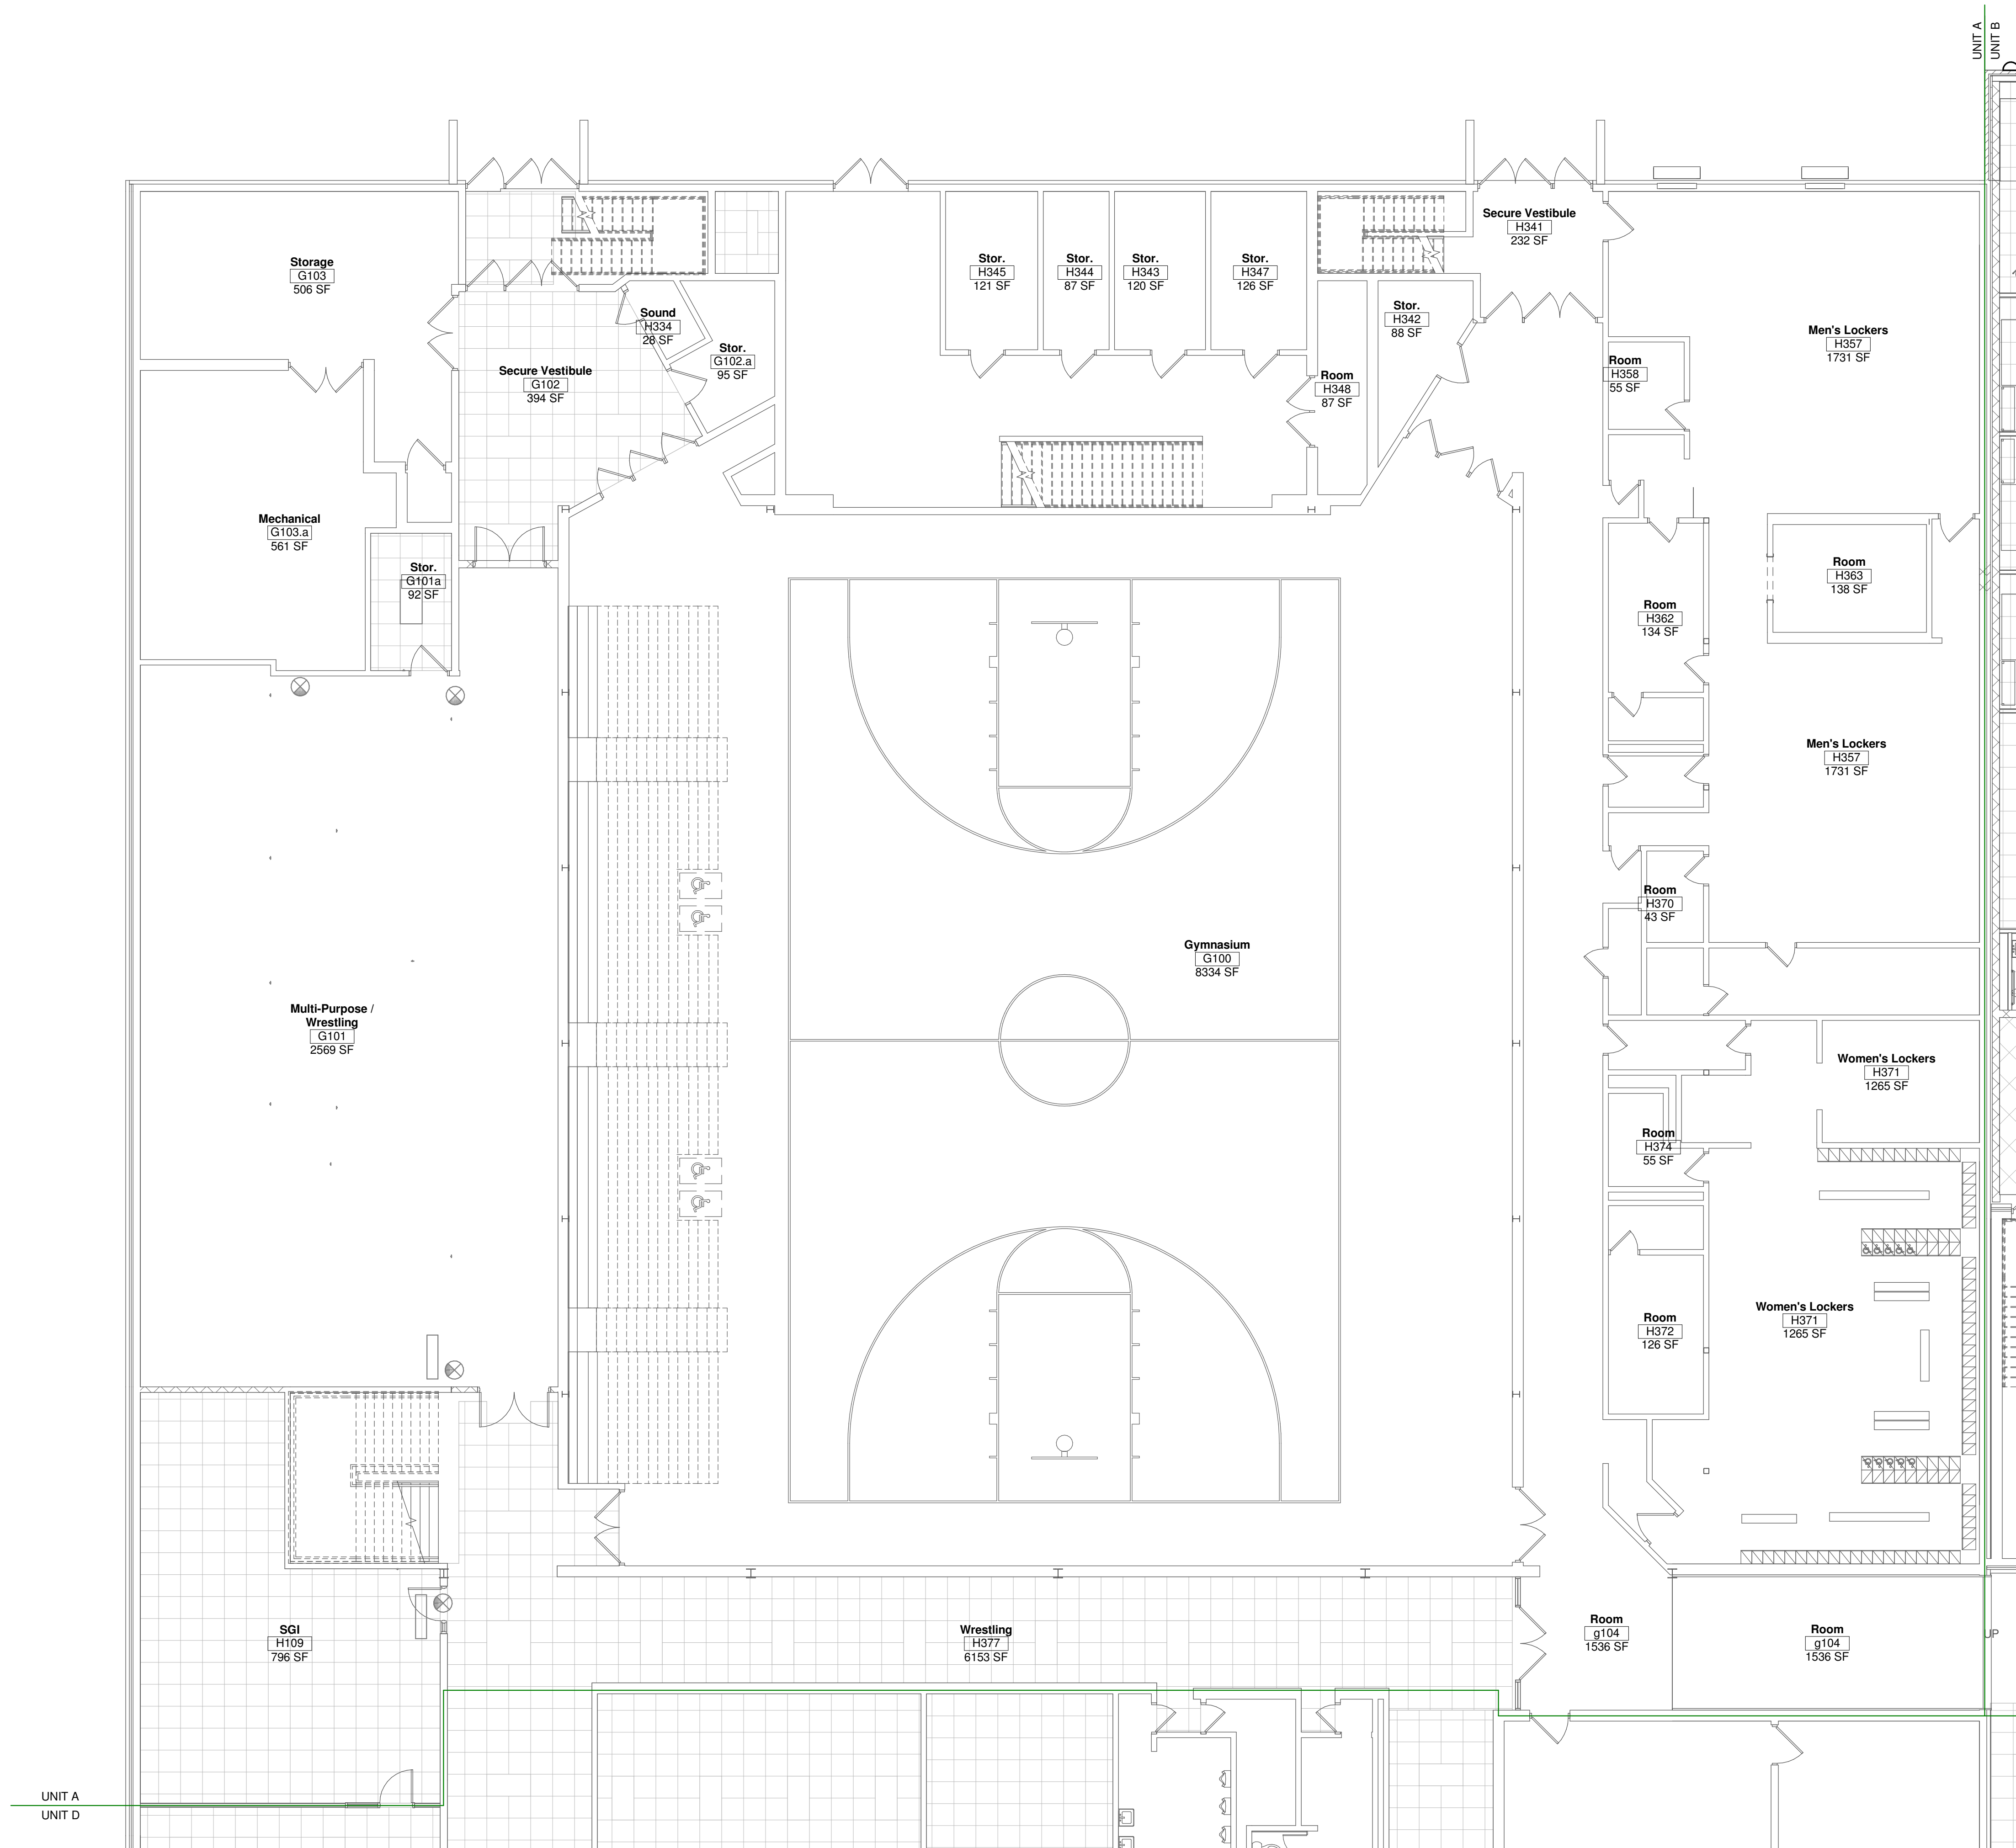 UNIT A
UNIT B
Storage
G103
506 SF
Sound
H334
28 SF
Stor.
G102.a
95 SF
Secure Vestibule
G102
394 SF
Stor.
H345
121 SF
Stor.
H344
87 SF
Stor.
H343
120 SF
Stor.
H347
126 SF
Secure Vestibule
H341
232 SF
Stor.
H342
88 SF
Room
H348
87 SF
Men's Lockers
H357
1731 SF
Room
H358
55 SF
Mechanical
G103.a
561 SF
Stor.
G101a
92 SF
Room
H363
138 SF
Room
H362
134 SF
Men's Lockers
H357
1731 SF
Room
H370
43 SF
Gymnasium
G100
8334 SF
Multi-Purpose /
Wrestling
G101
2569 SF
Women's Lockers
H371
1265 SF
Room
H374
55 SF
Room
H372
126 SF
Women's Lockers
H371
1265 SF
SGI
H109
796 SF
Wrestling
H377
6153 SF
Room
g104
1536 SF
Room
g104
1536 SF
UP
UNIT A
UNIT D